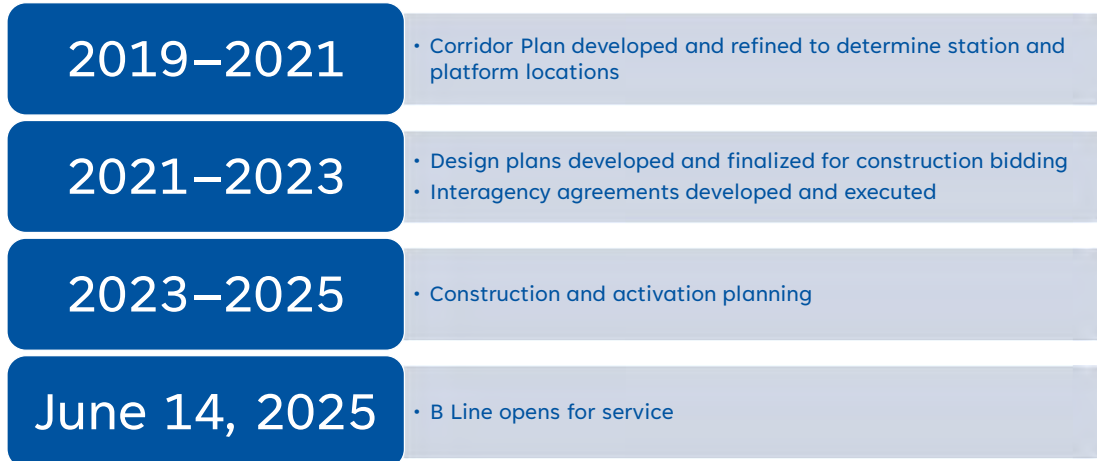 2019–2021
• Corridor Plan developed and refined to determine station and
platform locations
2021–2023
• Design plans developed and finalized for construction bidding
• Interagency agreements developed and executed
2023–2025
• Construction and activation planning
June 14, 2025
• B Line opens for service